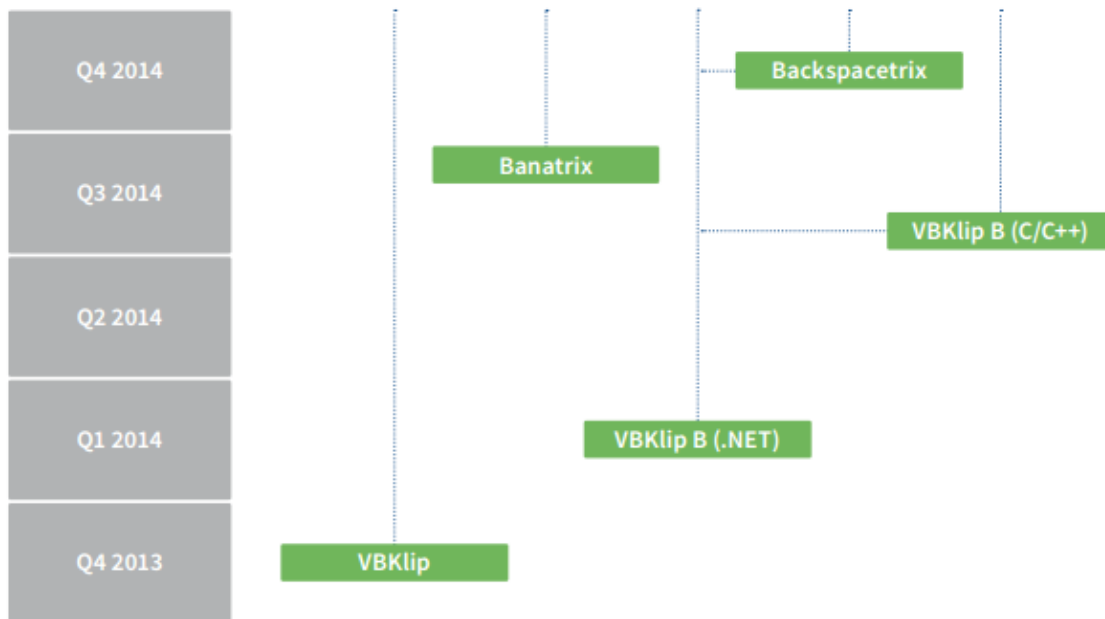 Q4 2014
Backspacetrix
Banatrix
Q3 2014
VBKlip B (C/C++)
Q2 2014
Q1 2014
VBKlip B (.NET)
Q4 2013
VBKlip